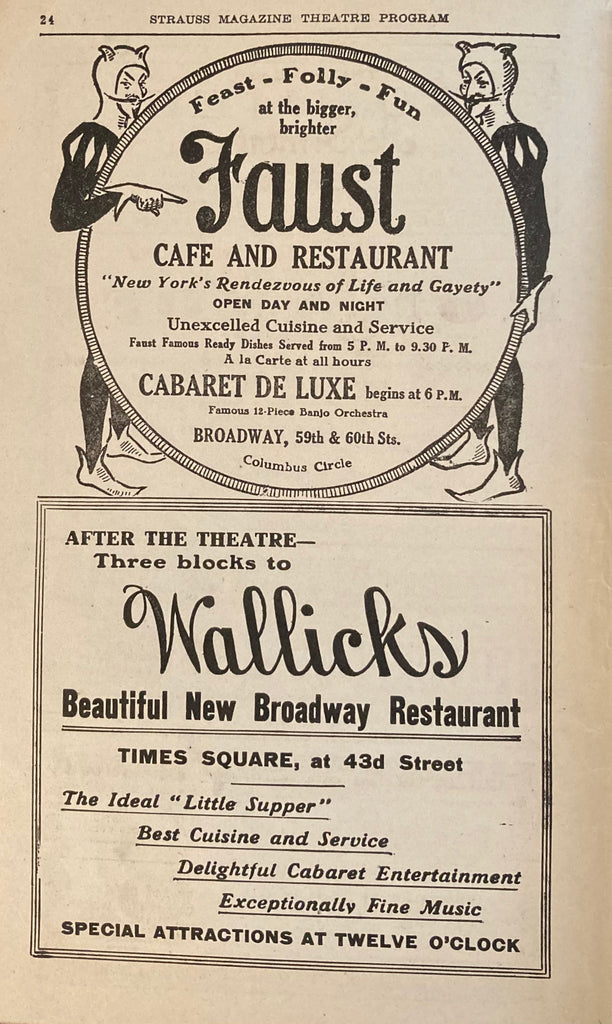 24
STRAUSS MAGAZINE THEATRE PROGRAM
Feast - Folly - Fun
at the bigger,
brighter
Faust
CAFE AND RESTAURANT
"New York's Rendezvous of Life and Gayety"
OPEN DAY AND NIGHT
Unexcelled Cuisine and Service
Faust Famous Ready Dishes Served from 5 P. M. to 9.30 P. M.
A la Carte at all hours
CABARET DE LUXE begins at 6 P.M.
Famous 12-Piece Banjo Orchestra
BROADWAY, 59th & 60th Sts.
Columbus Circle
AFTER THE THEATRE—
Three blocks to
Wallicks
Beautiful New Broadway Restaurant
TIMES SQUARE, at 43d Street
The Ideal "Little Supper"
Best Cuisine and Service
Delightful Cabaret Entertainment
Exceptionally Fine Music
SPECIAL ATTRACTIONS AT TWELVE O'CLOCK